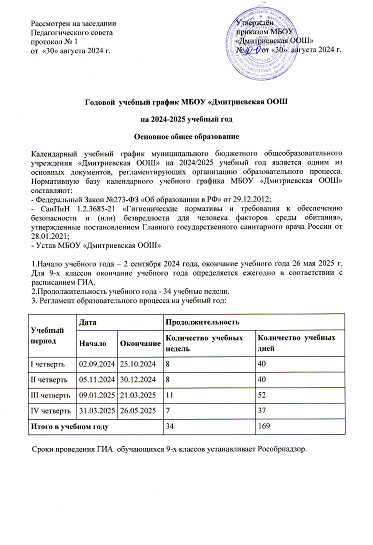 Рассмотрен на заседании
Педагогического совета
протокол № 1
от «30» августа 2024 г.
Утверждён
приказом МБОУ
«Дмитриевская ООШ»
№ от «30» августа 2024 г.
Годовой учебный график МБОУ «Дмитриевская ООШ
на 2024-2025 учебный год
Основное общее образование
Календарный учебный график муниципального бюджетного общеобразовательного
учреждения «Дмитриевская ООШ» на 2024/2025 учебный год является одним из
основных документов, регламентирующих организацию образовательного процесса.
Нормативную базу календарного учебного графика МБОУ «Дмитриевская ООШ»
составляют:
- Федеральный Закон №273-ФЗ «Об образовании в РФ» от 29.12.2012;
- СанПиН 1.2.3685-21 «Гигиенические нормативы и требования к обеспечению
безопасности и (или) безвредности для человека факторов среды обитания»,
утвержденные постановлением Главного государственного санитарного врача России от
28.01.2021;
- Устав МБОУ «Дмитриевская ООШ»
1.Начало учебного года – 2 сентября 2024 года, окончание учебного года 26 мая 2025 г.
Для 9-х классов окончание учебного года определяется ежегодно в соответствии с
расписанием ГИА.
2.Продолжительность учебного года - 34 учебные недели.
3. Регламент образовательного процесса на учебный год:
Учебный период Дата Продолжительность
Начало Окончание Количество учебных недель Количество учебных дней
I четверть 02.09.2024 25.10.2024 8 40
II четверть 05.11.2024 30.12.2024 8 40
III четверть 09.01.2025 21.03.2025 11 52
IV четверть 31.03.2025 26.05.2025 7 37
Итого в учебном году 34 169
Сроки проведения ГИА обучающихся 9-х классов устанавливает Рособрнадзор.